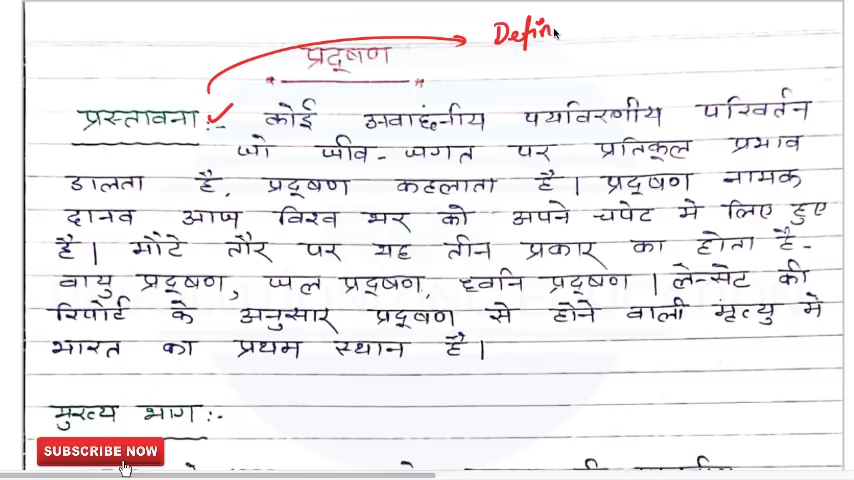 Defin
प्रदूषण
प्रस्तावना :- कोई अवाछंनीय पर्यावरणीय परिवर्तन
जो जीव-जगत पर प्रतिकूल प्रभाव
डालता है, प्रदूषण कहलाता है। प्रदूषण नामक
दानव आज विश्व भर को अपने चपेट मे लिए हुए
है। मोटे तौर पर यह तीन प्रकार का होता है-
वायु प्रदूषण, जल प्रदूषण, ध्वनि प्रदूषण। लेन्सेट की
रिपोर्ट के अनुसार प्रदूषण से होने वाली मृत्यु मे
भारत का प्रथम स्थान है।
मुख्य भाग :-
SUBSCRIBE NOW